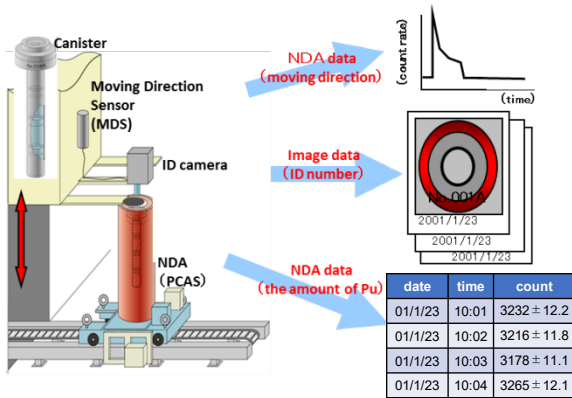 Canister
Moving Direction
Sensor
(MDS)
ID camera
NDA
(PCAS)
NDA data
(moving direction)
Image data
(ID number)
NDA data
(the amount of Pu)
(count rate)
(time)
No.001A
2001/1/23
2001/1/23
2001/1/23
date time count
01/1/23 10:01 3232±12.2
01/1/23 10:02 3216±11.8
01/1/23 10:03 3178±11.1
01/1/23 10:04 3265±12.1